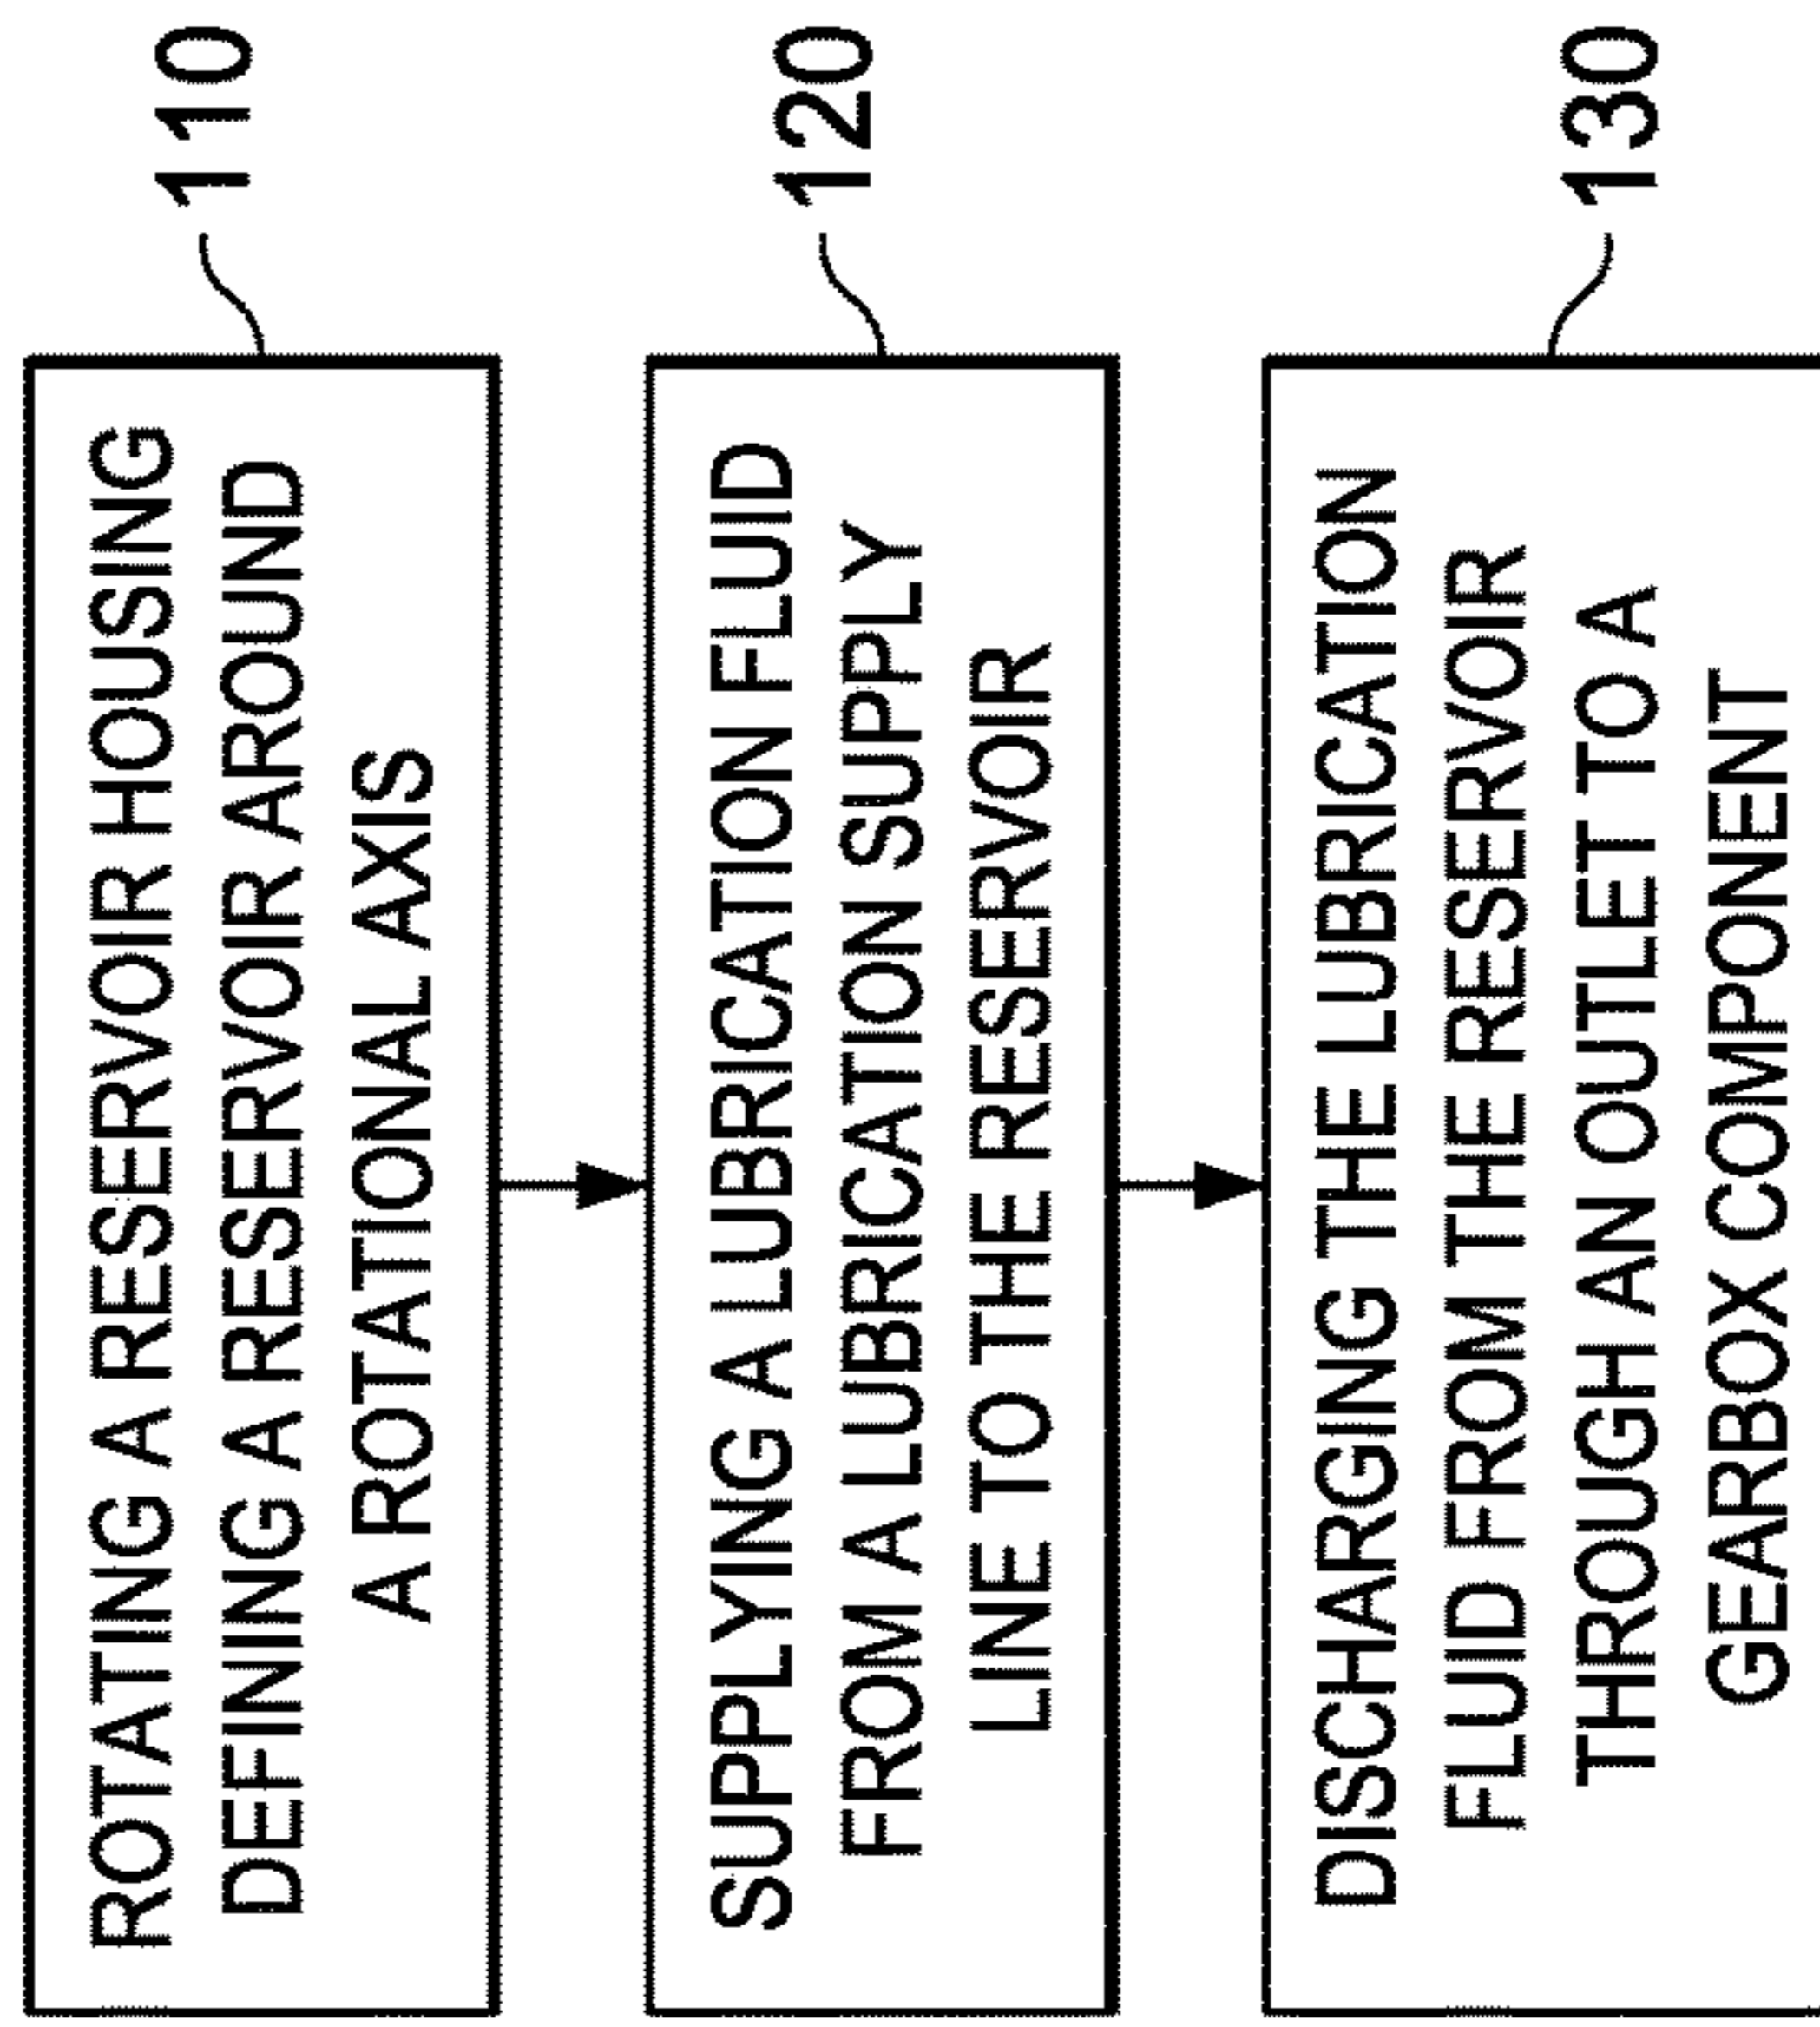 ROTATING A RESERVOIR HOUSING
DEFINING A RESERVOIR AROUND
A ROTATIONAL AXIS
110
SUPPLYING A LUBRICATION FLUID
FROM A LUBRICATION SUPPLY
LINE TO THE RESERVOIR
120
DISCHARGING THE LUBRICATION
FLUID FROM THE RESERVOIR
THROUGH AN OUTLET TO A
GEARBOX COMPONENT
130